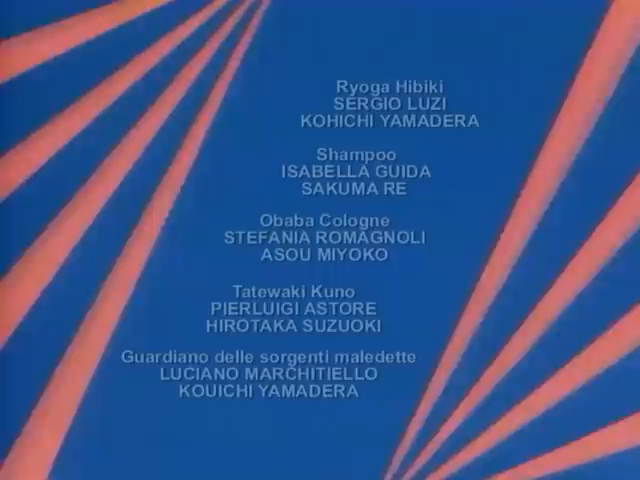 Ryoga Hibiki
SERGIO LUZI
KOHICHI YAMADERA
Shampoo
ISABELLA GUIDA
SAKUMA RE
Obaba Cologne
STEFANIA ROMAGNOLI
ASOU MIYOKO
Tatewaki Kuno
PIERLUIGI ASTORE
HIROTAKA SUZUOKI
Guardiano delle sorgenti maledette
LUCIANO MARCHITIELLO
KOUICHI YAMADERA